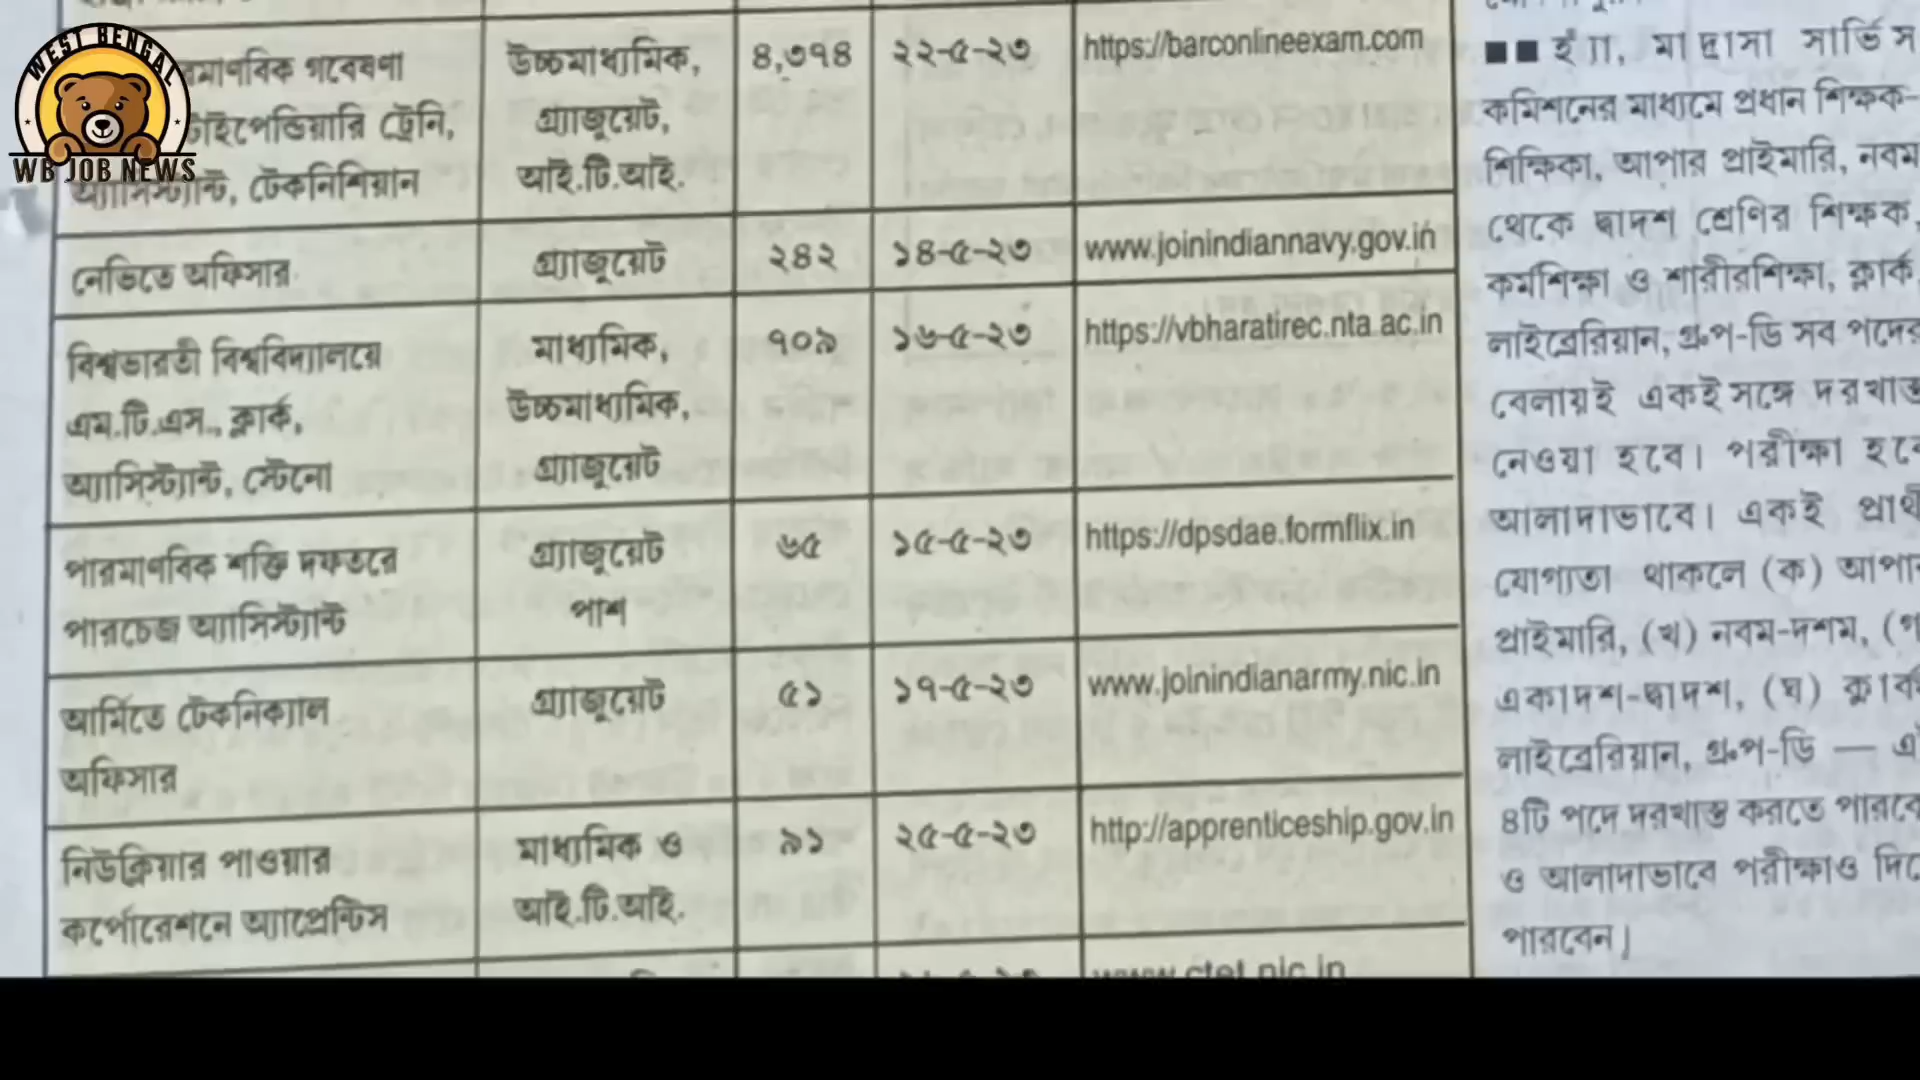 WEST BENGAL
WB JOB NEWS
গবেষণা
ট্রেনি,
অ্যাসিস্ট্যান্ট, টেকনিশিয়ান
উচ্চমাধ্যমিক,
গ্র্যাজুয়েট,
আই.টি.আই.
৪,৩৭৪
২২-৫-২৩
https://barconlineexam.com
নেভিতে অফিসার
গ্র্যাজুয়েট
২৪২
১৪-৫-২৩
www.joinindiannavy.gov.in
বিশ্বভারতী বিশ্ববিদ্যালয়ে
এম.টি.এস., ক্লার্ক,
অ্যাসিস্ট্যান্ট, স্টেনো
মাধ্যমিক,
উচ্চমাধ্যমিক,
গ্র্যাজুয়েট
৭০৯
১৬-৫-২৩
https://vbharatirec.nta.ac.in
পারমাণবিক শক্তি দফতরে
পারচেজ অ্যাসিস্ট্যান্ট
গ্র্যাজুয়েট
পাশ
৬৫
১৫-৫-২৩
https://dpsdae.formflix.in
আর্মিতে টেকনিক্যাল
অফিসার
গ্র্যাজুয়েট
৫১
১৭-৫-২৩
www.joinindianarmy.nic.in
নিউক্লিয়ার পাওয়ার
কর্পোরেশনে অ্যাপ্রেন্টিস
মাধ্যমিক ও
আই.টি.আই.
৯১
২৫-৫-২৩
http://apprenticeship.gov.in
www.ctet.nic.in
■■ হ্যাঁ, মাদ্রাসা সার্ভিস
কমিশনের মাধ্যমে প্রধান শিক্ষক-
শিক্ষিকা, আপার প্রাইমারি, নবম
থেকে দ্বাদশ শ্রেণির শিক্ষক,
কর্মশিক্ষা ও শারীরশিক্ষা, ক্লার্ক,
লাইব্রেরিয়ান, গ্রুপ-ডি সব পদের
বেলায়ই একই সঙ্গে দরখাস্ত
নেওয়া হবে। পরীক্ষা হবে
আলাদাভাবে। একই প্রার্থী
যোগ্যতা থাকলে (ক) আপার
প্রাইমারি, (খ) নবম-দশম, (গ
একাদশ-দ্বাদশ, (ঘ) ক্লার্ক
লাইব্রেরিয়ান, গ্রুপ-ডি — এই
৪টি পদে দরখাস্ত করতে পারবে
ও আলাদাভাবে পরীক্ষাও দিতে
পারবেন।